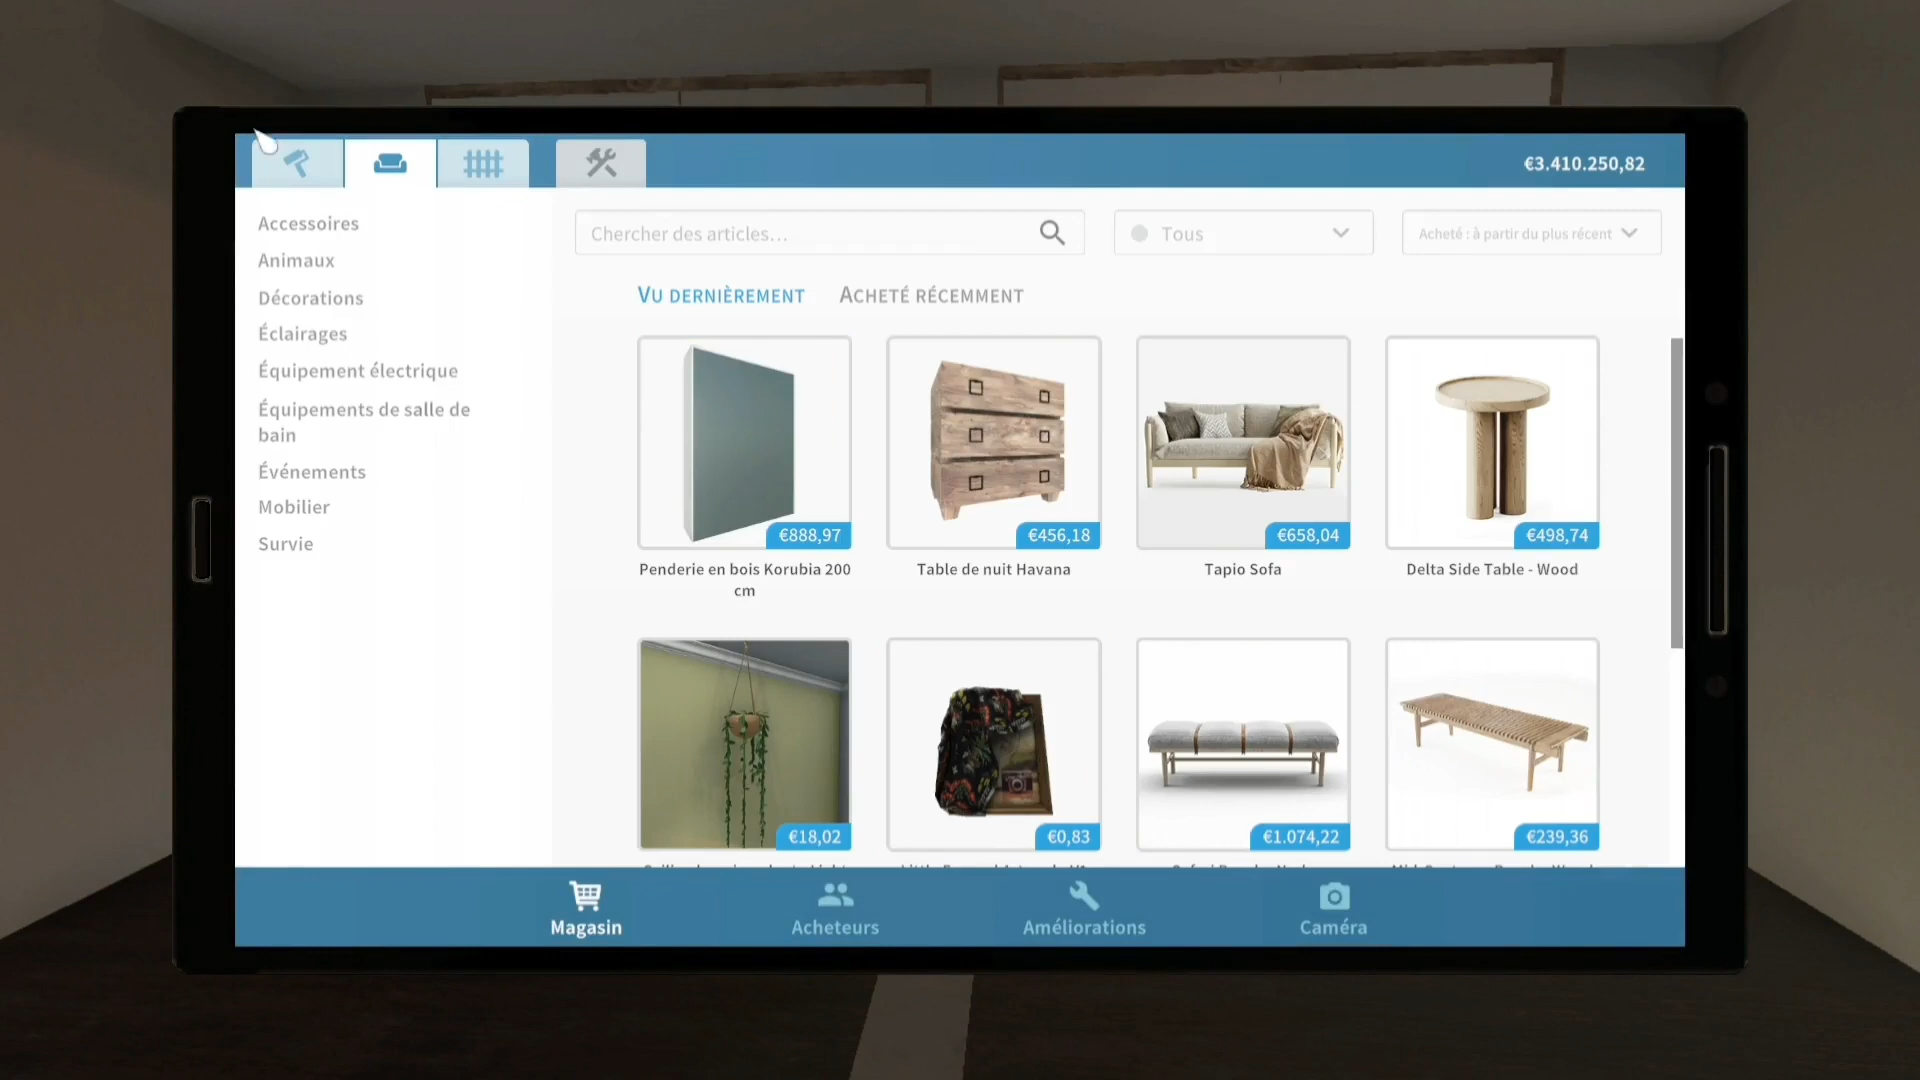 €3.410.250,82
Accessoires
Animaux
Décorations
Éclairages
Équipement électrique
Équipements de salle de
bain
Événements
Mobilier
Survie
Chercher des articles...
Tous
Acheté : à partir du plus récent
VU DERNIÈREMENT
ACHETÉ RÉCEMMENT
€888,97
€456,18
€658,04
€498,74
Penderie en bois Korubia 200
cm
Table de nuit Havana
Tapio Sofa
Delta Side Table - Wood
€18,02
€0,83
€1.074,22
€239,36
Magasin
Acheteurs
Améliorations
Caméra